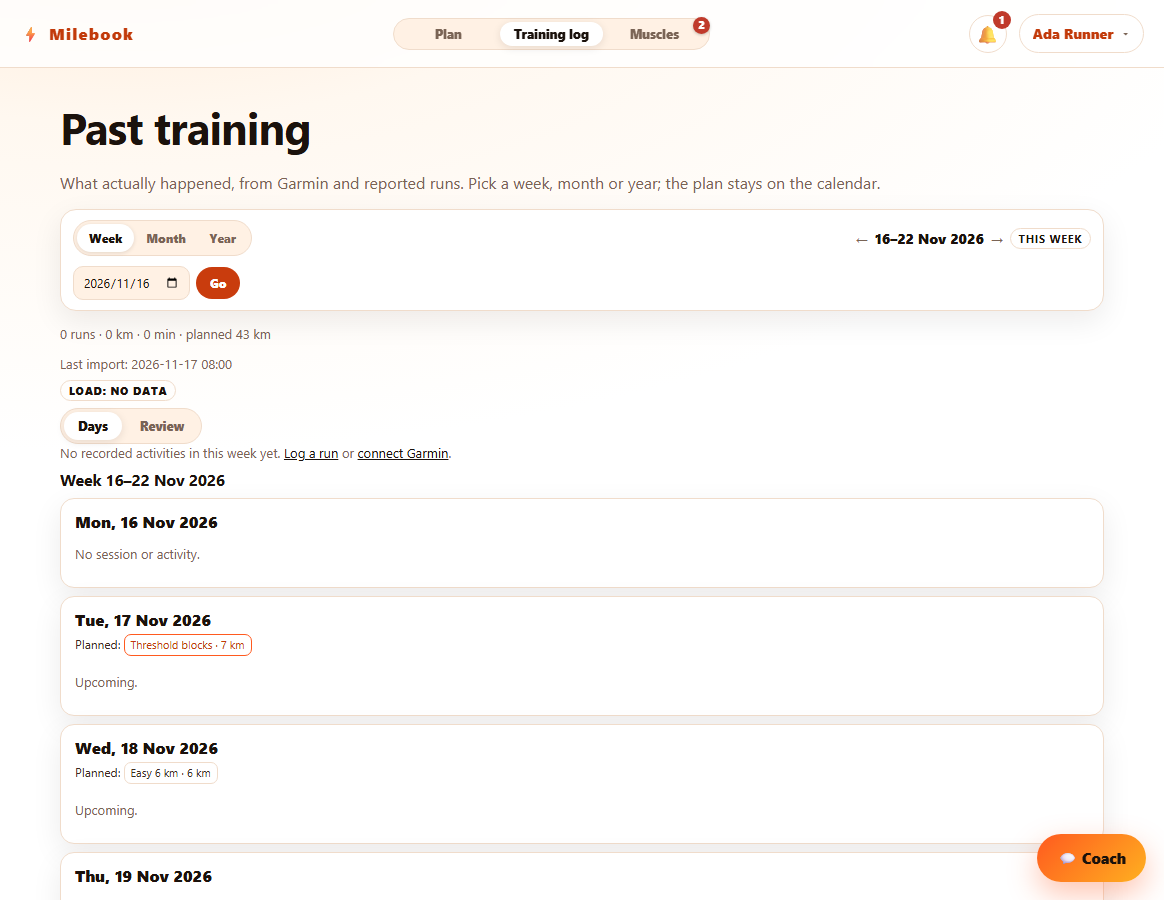 Milebook
Plan Training log Muscles 2
1
Ada Runner
Past training
What actually happened, from Garmin and reported runs. Pick a week, month or year; the plan stays on the calendar.
Week Month Year
← 16–22 Nov 2026 → THIS WEEK
2026/11/16 Go
0 runs · 0 km · 0 min · planned 43 km
Last import: 2026-11-17 08:00
LOAD: NO DATA
Days Review
No recorded activities in this week yet. Log a run or connect Garmin.
Week 16–22 Nov 2026
Mon, 16 Nov 2026
No session or activity.
Tue, 17 Nov 2026
Planned: Threshold blocks · 7 km
Upcoming.
Wed, 18 Nov 2026
Planned: Easy 6 km · 6 km
Upcoming.
Thu, 19 Nov 2026
Coach